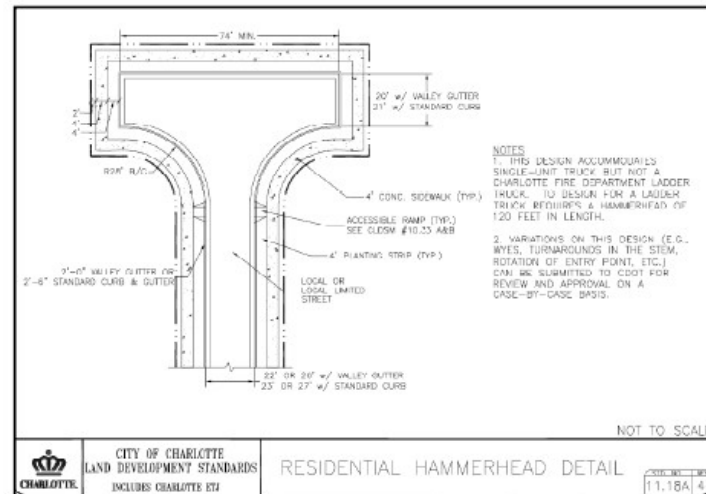 74' MIN.
20' w/ VALLEY GUTTER
21' w/ STANDARD CURB
2'
4'
4'
R28' B/C
NOTES
1. THIS DESIGN ACCOMMODATES
SINGLE-UNIT TRUCK BUT NOT A
CHARLOTTE FIRE DEPARTMENT LADDER
TRUCK. TO DESIGN FOR A LADDER
TRUCK REQUIRES A HAMMERHEAD OF
120 FEET IN LENGTH.
2. VARIATIONS ON THIS DESIGN (E.G.,
WYES, TURNAROUNDS IN THE STEM,
ROTATION OF ENTRY POINT, ETC.)
CAN BE SUBMITTED TO CDOT FOR
REVIEW AND APPROVAL ON A
CASE-BY-CASE BASIS.
4' CONC. SIDEWALK (TYP.)
ACCESSIBLE RAMP (TYP.)
SEE CLDSM #10.33 A&B
4' PLANTING STRIP (TYP.)
2'-0" VALLEY GUTTER OR
2'-6" STANDARD CURB & GUTTER
LOCAL OR
LOCAL LIMITED
STREET
22' OR 26' w/ VALLEY GUTTER
23' OR 27' w/ STANDARD CURB
NOT TO SCALE
CHARLOTTE
CITY OF CHARLOTTE
LAND DEVELOPMENT STANDARDS
INCLUDES CHARLOTTE ETJ
RESIDENTIAL HAMMERHEAD DETAIL
STD. NO.
11.18A
4